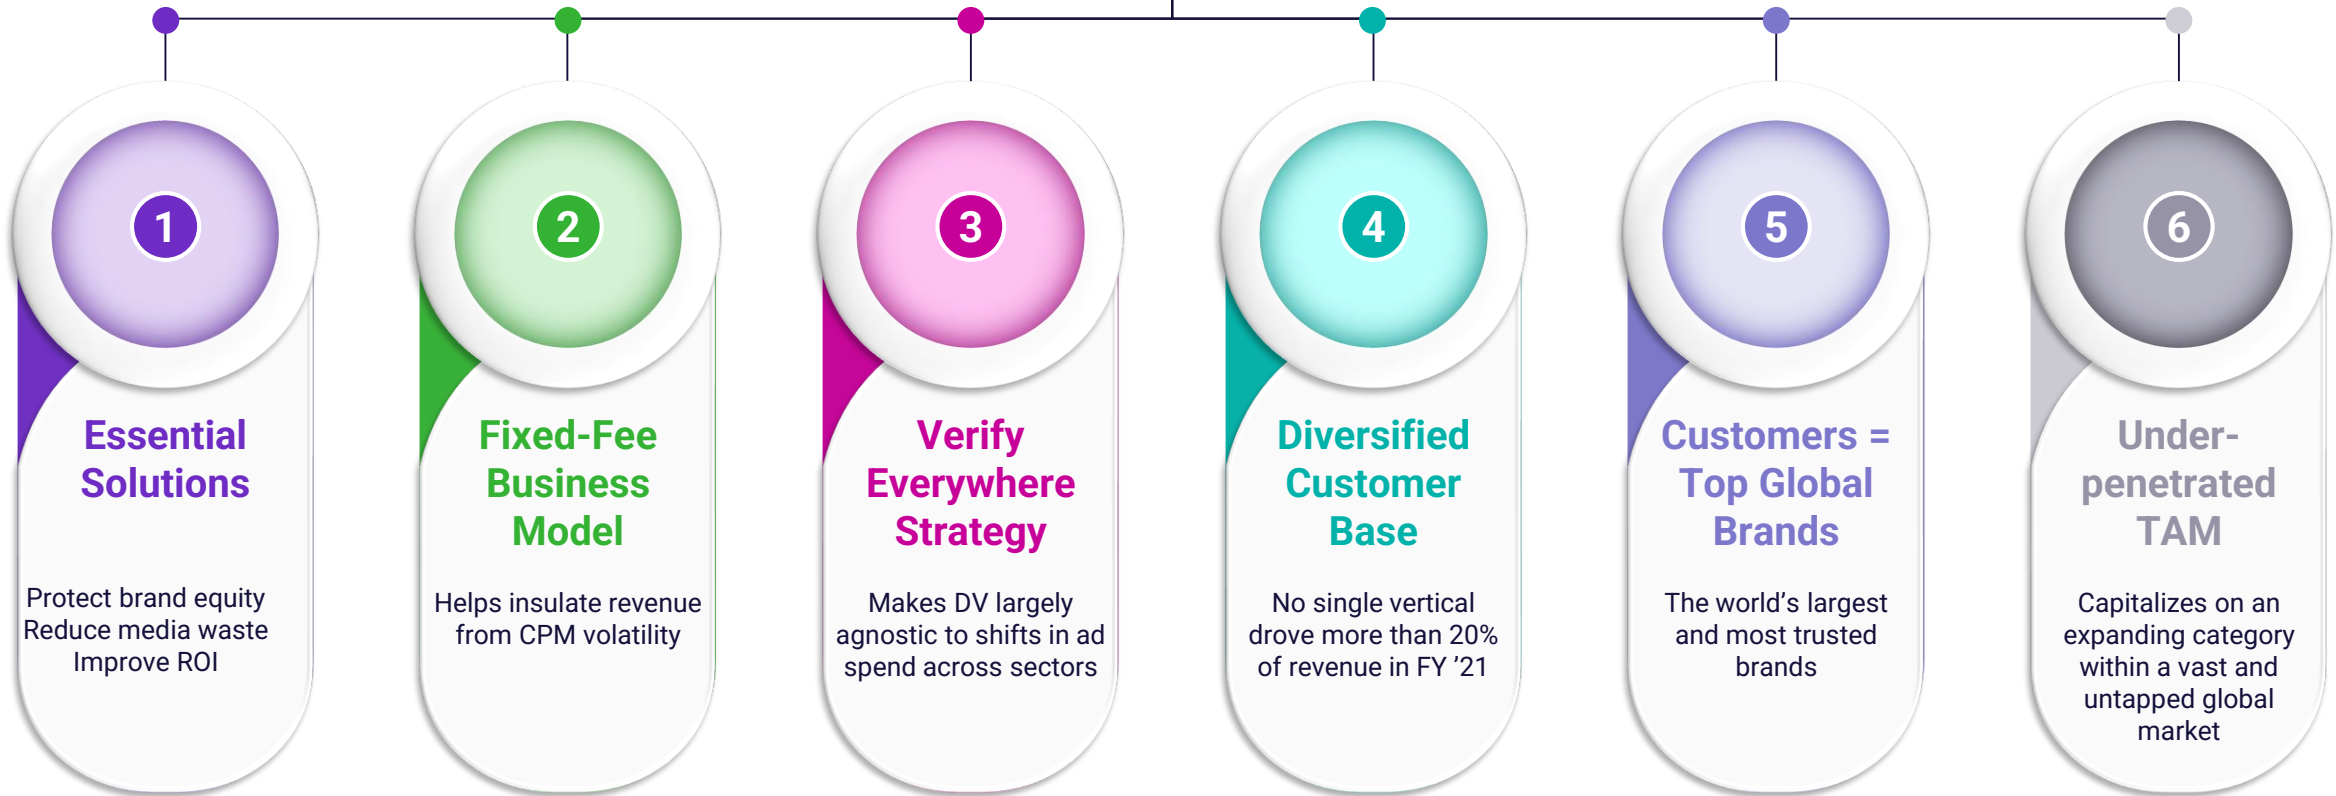 1
Essential
Solutions
Protect brand equity
Reduce media waste
Improve ROI
2
Fixed-Fee
Business
Model
Helps insulate revenue
from CPM volatility
3
Verify
Everywhere
Strategy
Makes DV largely
agnostic to shifts in ad
spend across sectors
4
Diversified
Customer
Base
No single vertical
drove more than 20%
of revenue in FY ’21
5
Customers =
Top Global
Brands
The world’s largest
and most trusted
brands
6
Under-
penetrated
TAM
Capitalizes on an
expanding category
within a vast and
untapped global
market